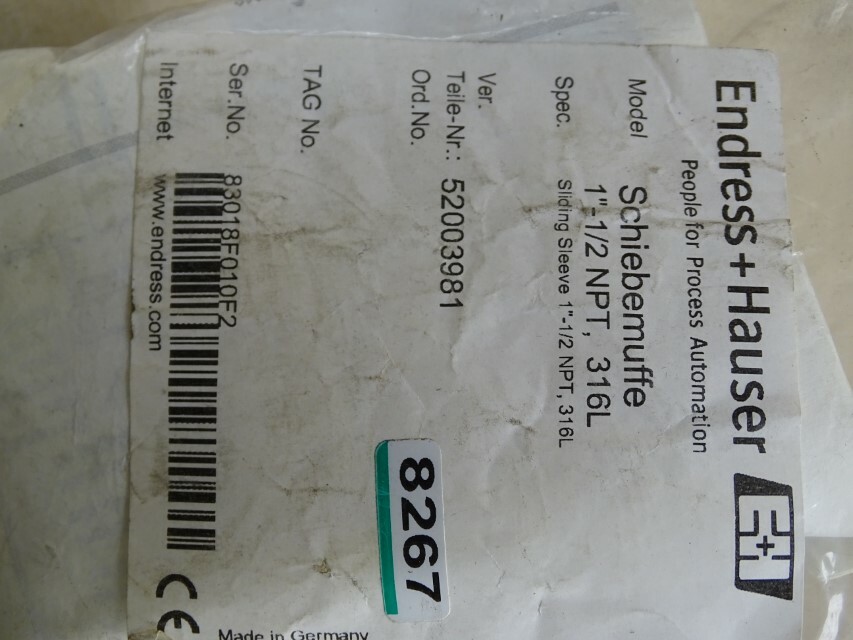 Endress+Hauser E+H
People for Process Automation
Model Schiebemuffe
1"-1/2 NPT, 316L
Spec. Sliding Sleeve 1"-1/2 NPT, 316L
Ver.
Teile-Nr.: 52003981
Ord.No.
8267
TAG No.
Ser.No. 83018F010F2
Internet www.endress.com
CE
Made in Germany